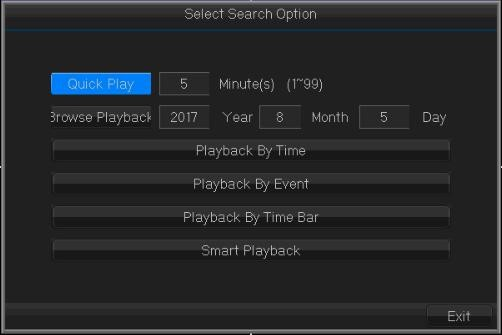 Select Search Option
Quick Play 5 Minute(s) (1~99)
Browse Playback 2017 Year 8 Month 5 Day
Playback By Time
Playback By Event
Playback By Time Bar
Smart Playback
Exit